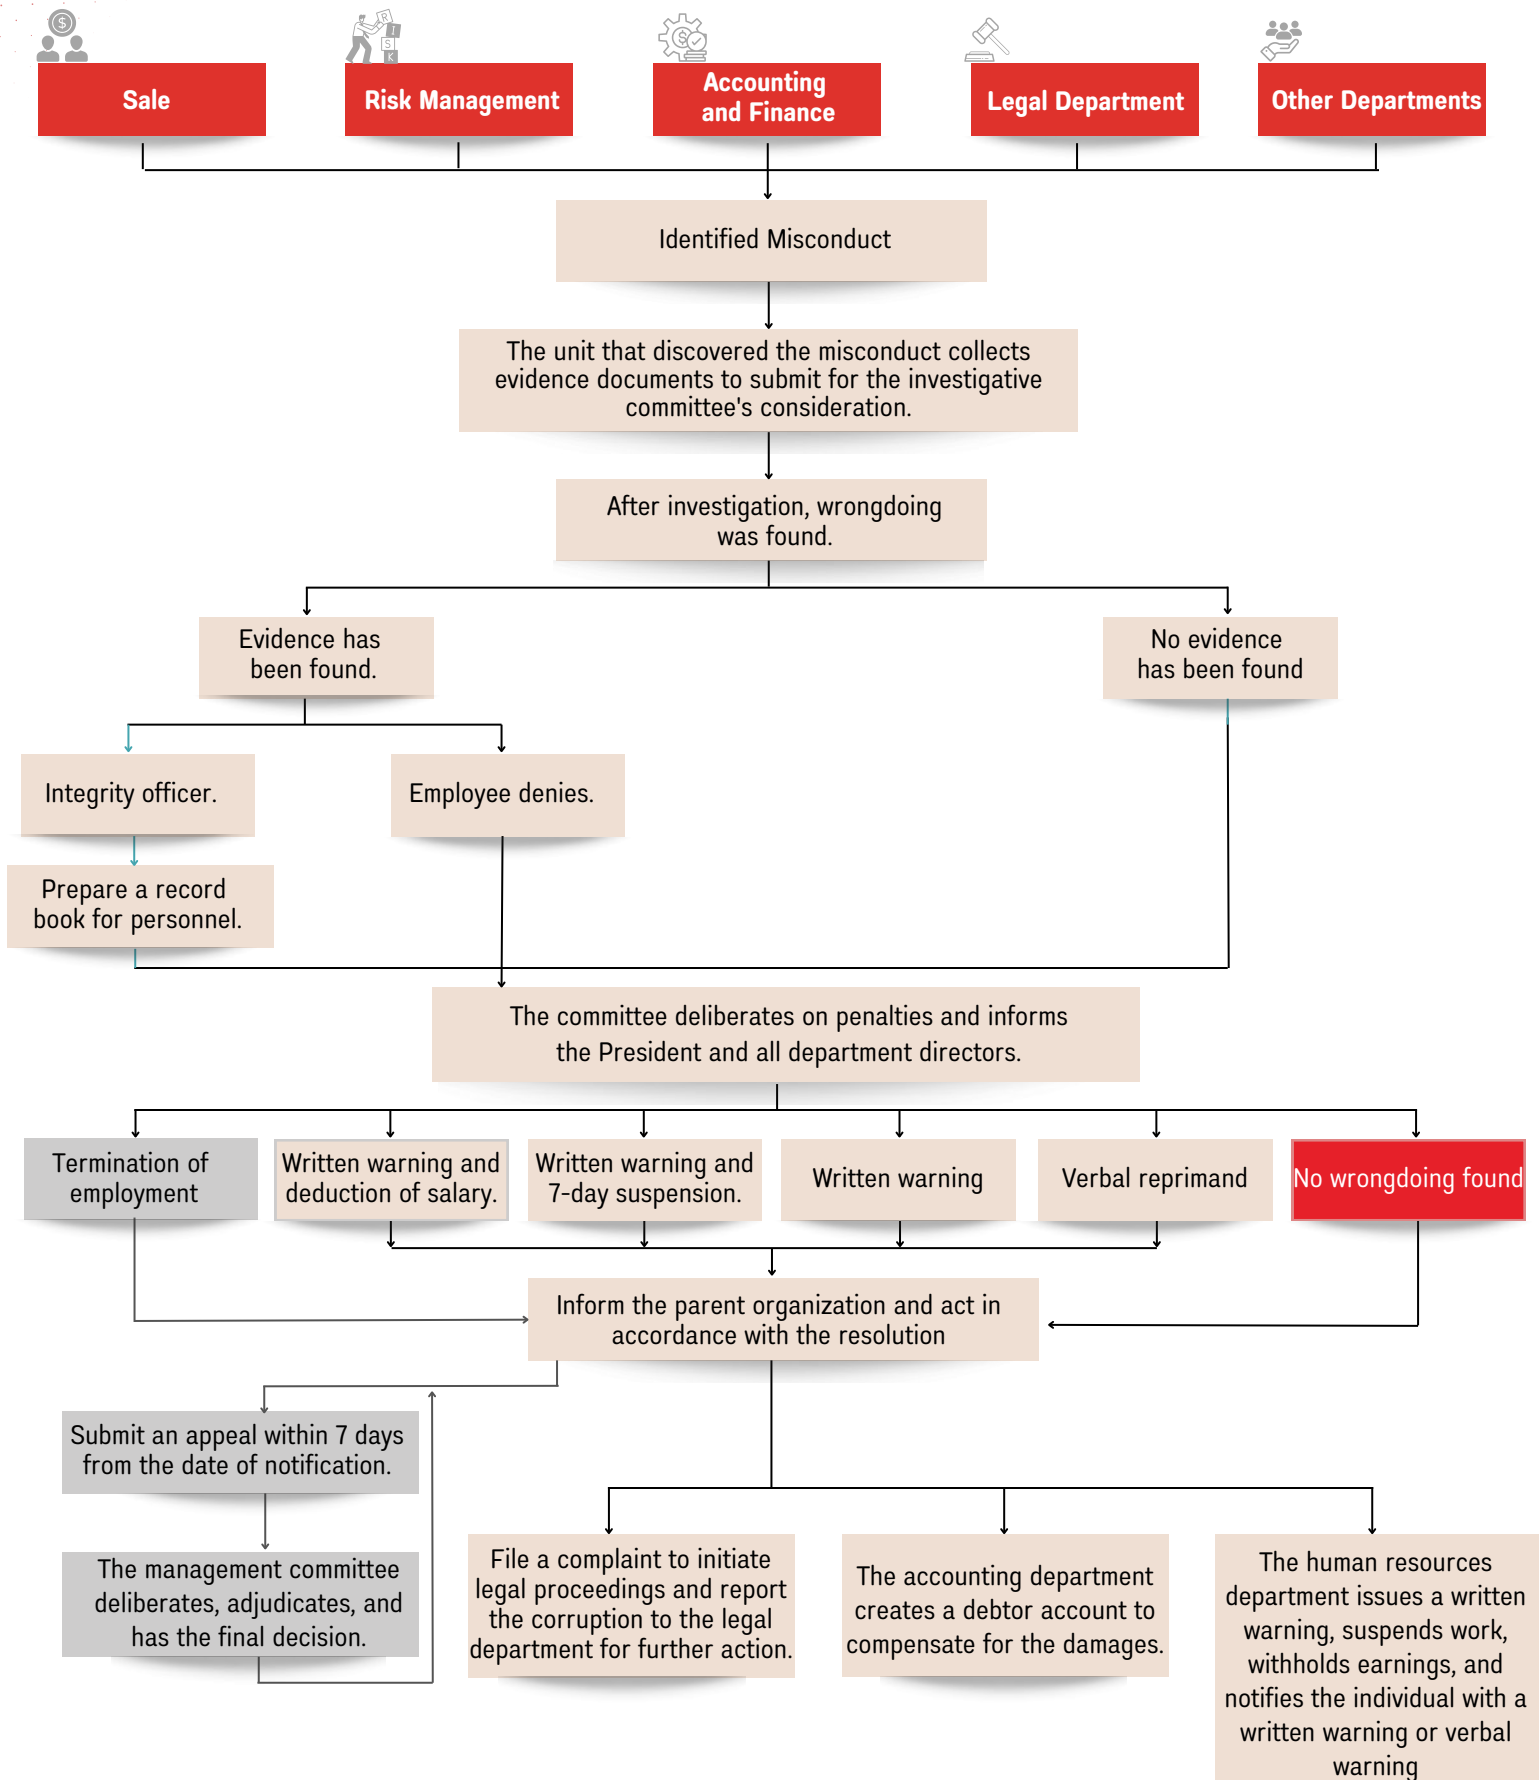 R
I
S
K
Sale
Risk Management
Accounting
and Finance
Legal Department
Other Departments
Identified Misconduct
The unit that discovered the misconduct collects
evidence documents to submit for the investigative
committee's consideration.
After investigation, wrongdoing
was found.
Evidence has
been found.
No evidence
has been found
Integrity officer.
Employee denies.
Prepare a record
book for personnel.
The committee deliberates on penalties and informs
the President and all department directors.
Termination of
employment
Written warning and
deduction of salary.
Written warning and
7-day suspension.
Written warning
Verbal reprimand
No wrongdoing found
Inform the parent organization and act in
accordance with the resolution
Submit an appeal within 7 days
from the date of notification.
The management committee
deliberates, adjudicates, and
has the final decision.
File a complaint to initiate
legal proceedings and report
the corruption to the legal
department for further action.
The accounting department
creates a debtor account to
compensate for the damages.
The human resources
department issues a written
warning, suspends work,
withholds earnings, and
notifies the individual with a
written warning or verbal
warning